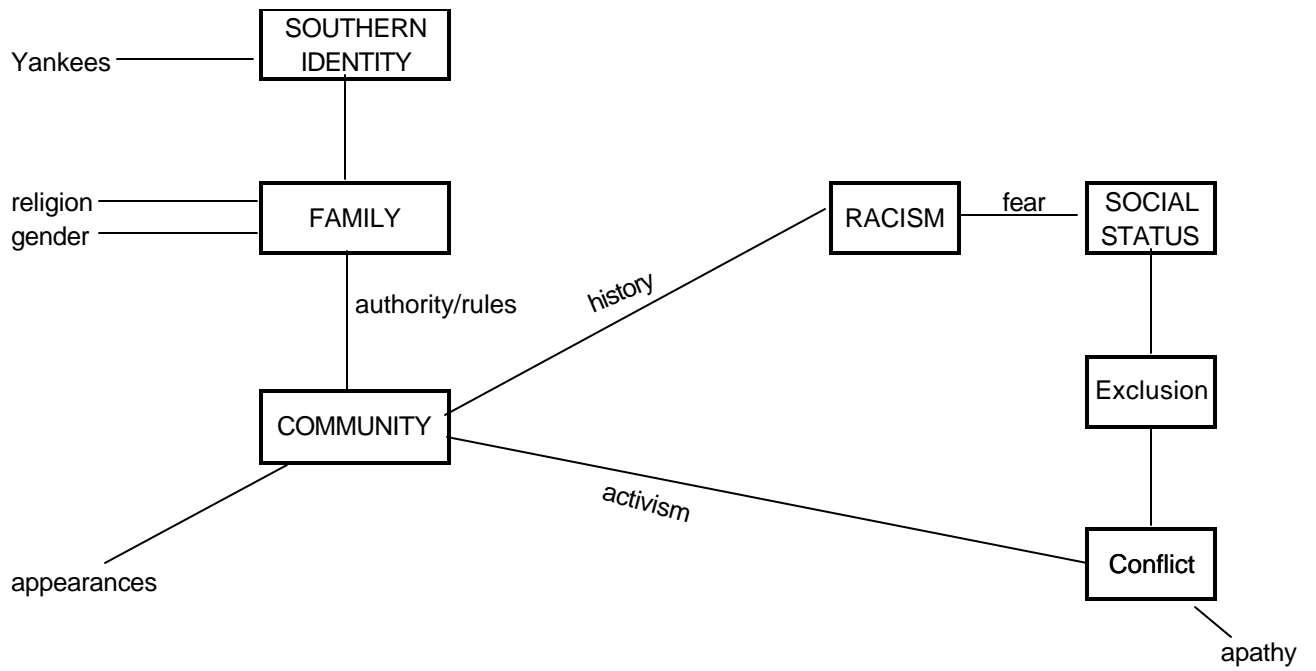 SOUTHERN
IDENTITY
Yankees
religion
gender
FAMILY
RACISM
fear
SOCIAL
STATUS
authority/rules
history
Exclusion
COMMUNITY
activism
Conflict
appearances
apathy